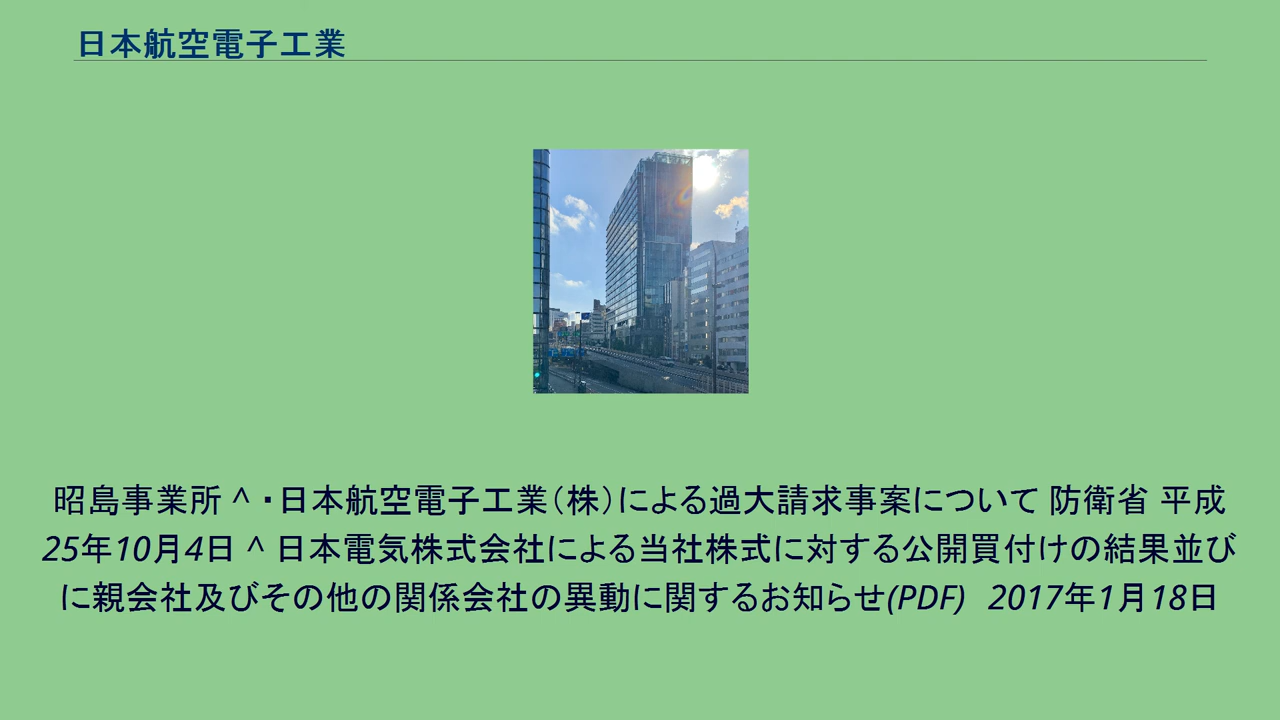 日本航空電子工業
昭島事業所 ^ ・日本航空電子工業（株）による過大請求事案について 防衛省 平成
25年10月4日 ^ 日本電気株式会社による当社株式に対する公開買付けの結果並び
に親会社及びその他の関係会社の異動に関するお知らせ(PDF)　2017年1月18日